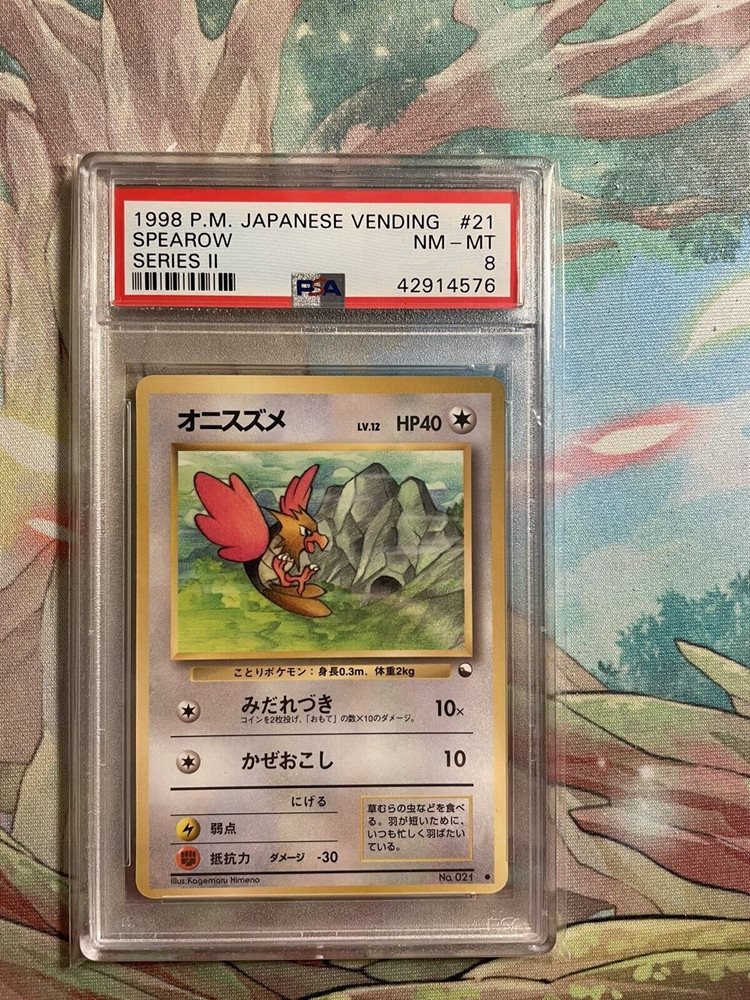 1998 P.M. JAPANESE VENDING #21
SPEAROW NM - MT
SERIES II 8
PSA 42914576
オニスズメ LV.12 HP40
ことりポケモン：身長0.3m、体重2kg
みだれづき 10×
コインを2枚投げ、「おもて」の数×10のダメージ。
かぜおこし 10
にげる
弱点
抵抗力 ダメージ -30
草むらの虫などを食べ
る。羽が短いために、
いつも忙しく羽ばたい
ている。
Illus.Kagemaru Himeno No. 021